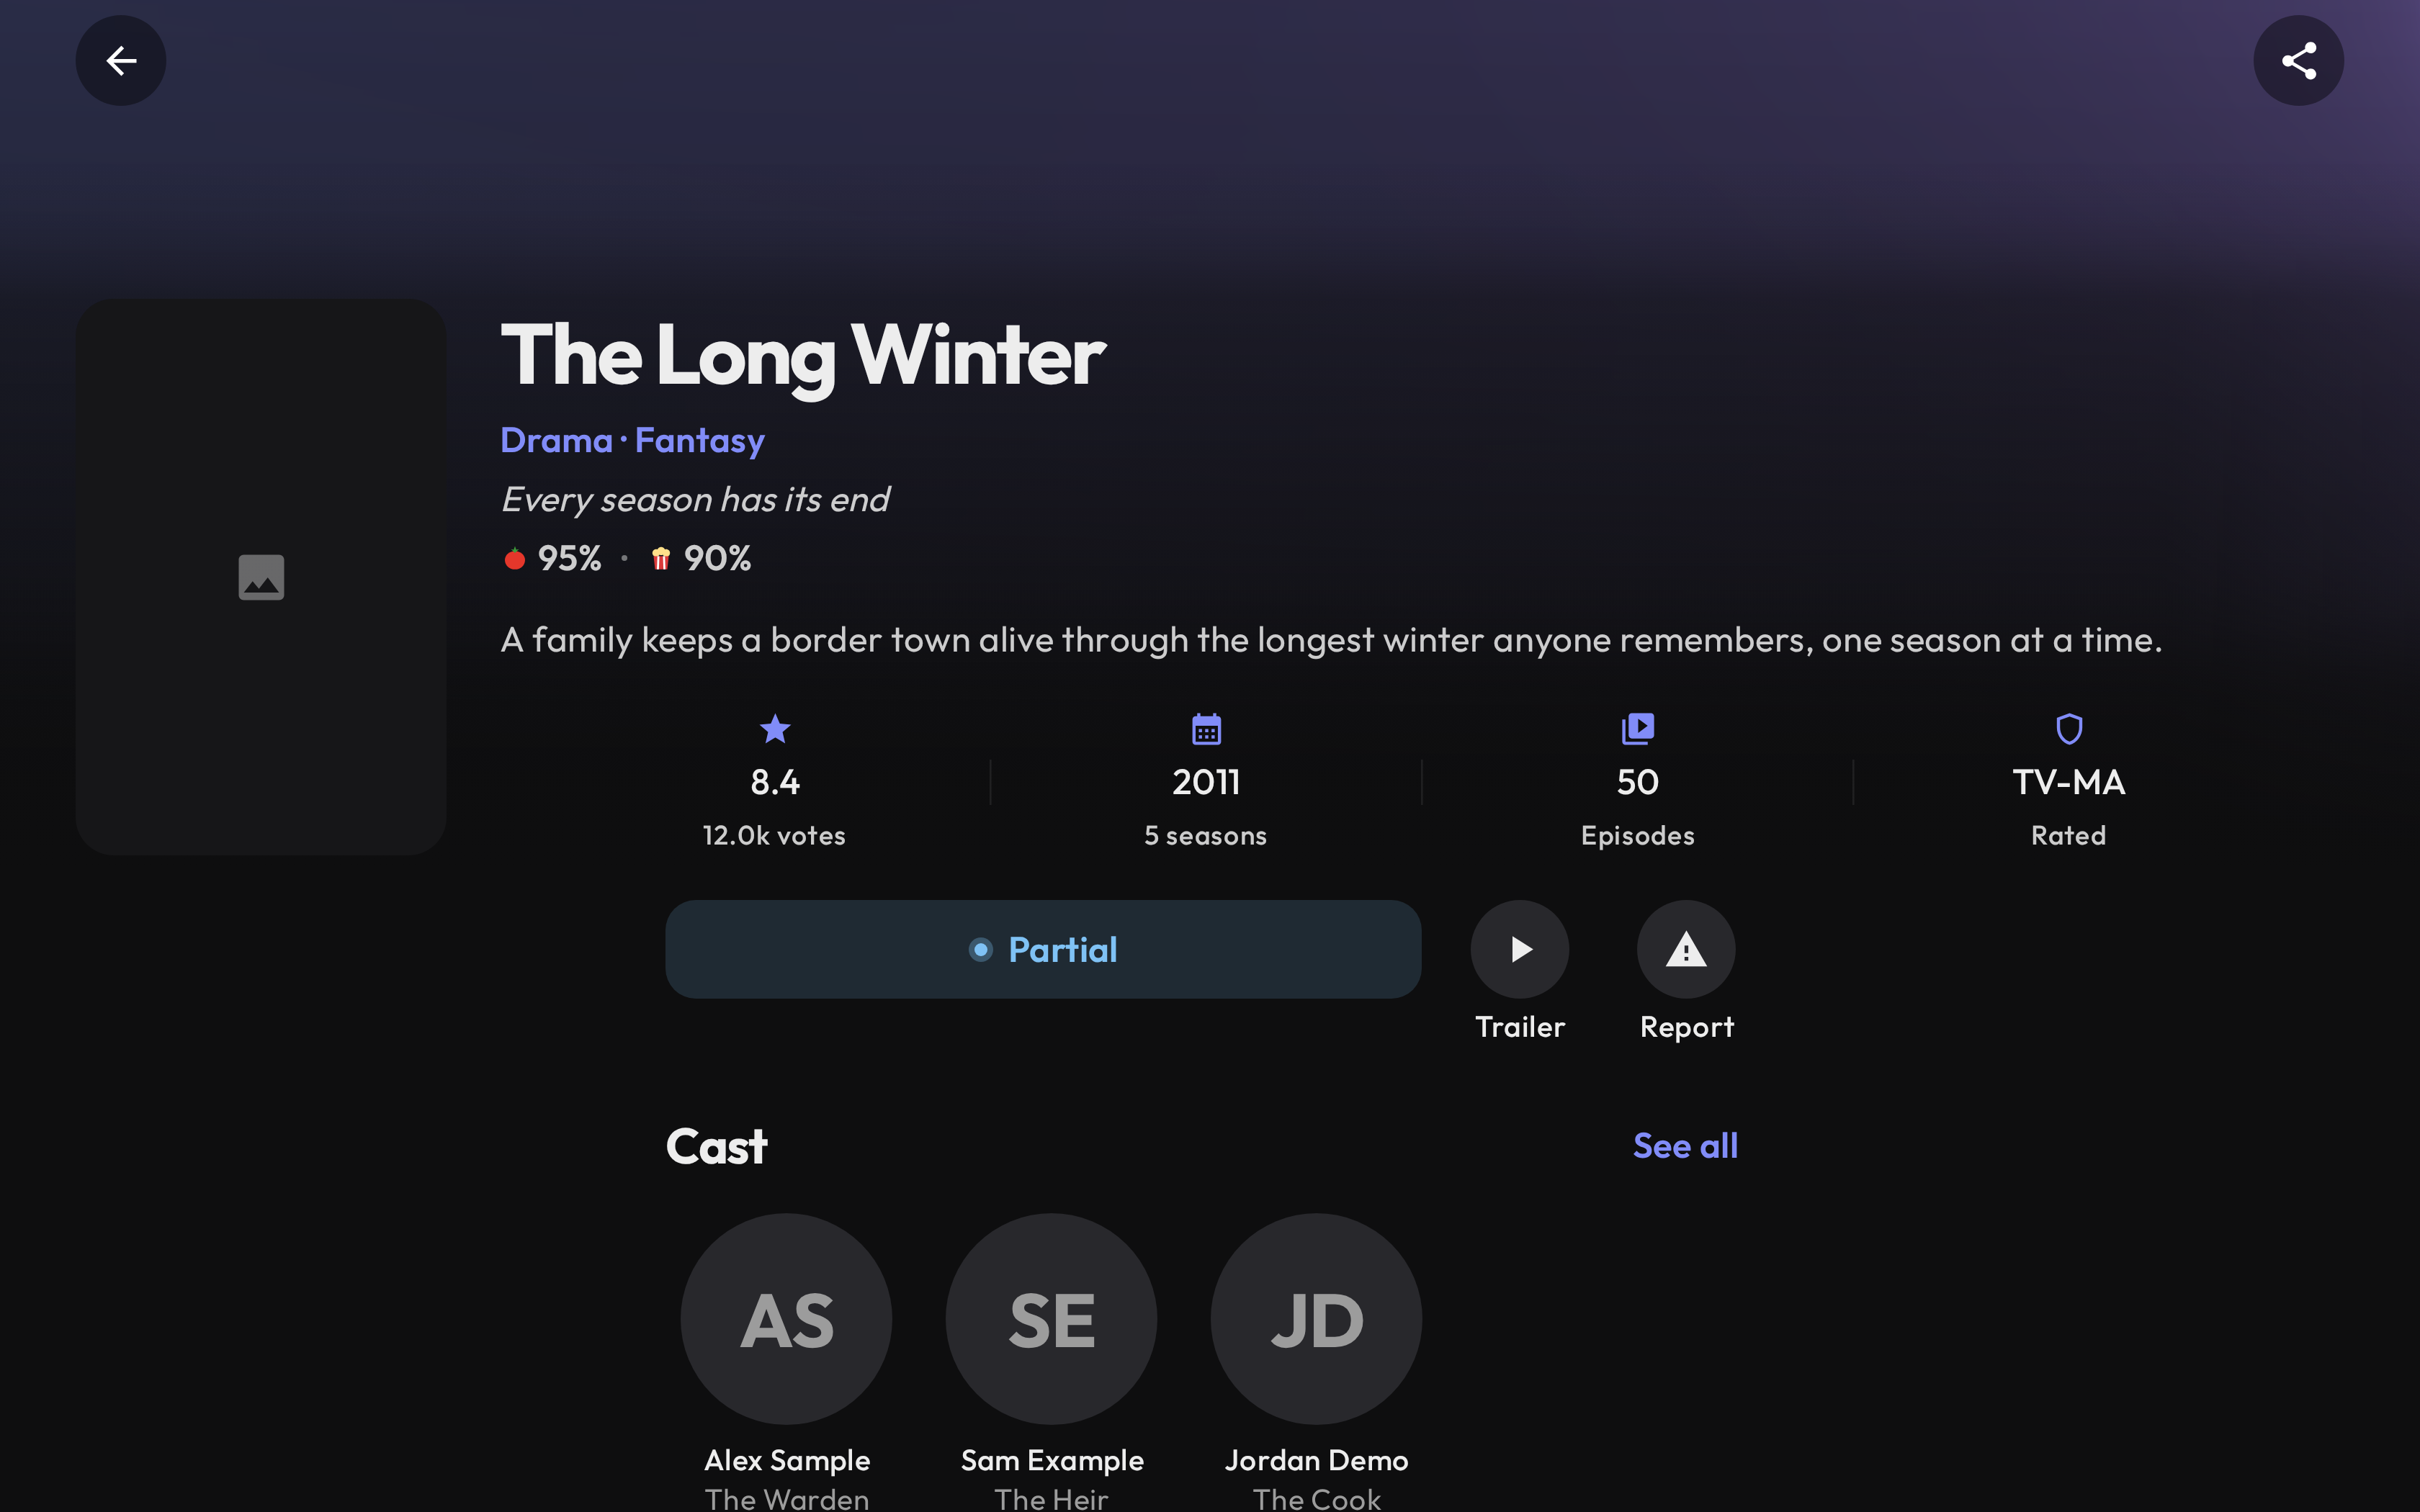 The Long Winter
Drama · Fantasy
Every season has its end
95% · 90%
A family keeps a border town alive through the longest winter anyone remembers, one season at a time.
8.4 2011 50 TV-MA
12.0k votes 5 seasons Episodes Rated
Partial
Trailer Report
Cast See all
AS SE JD
Alex Sample Sam Example Jordan Demo
The Warden The Heir The Cook